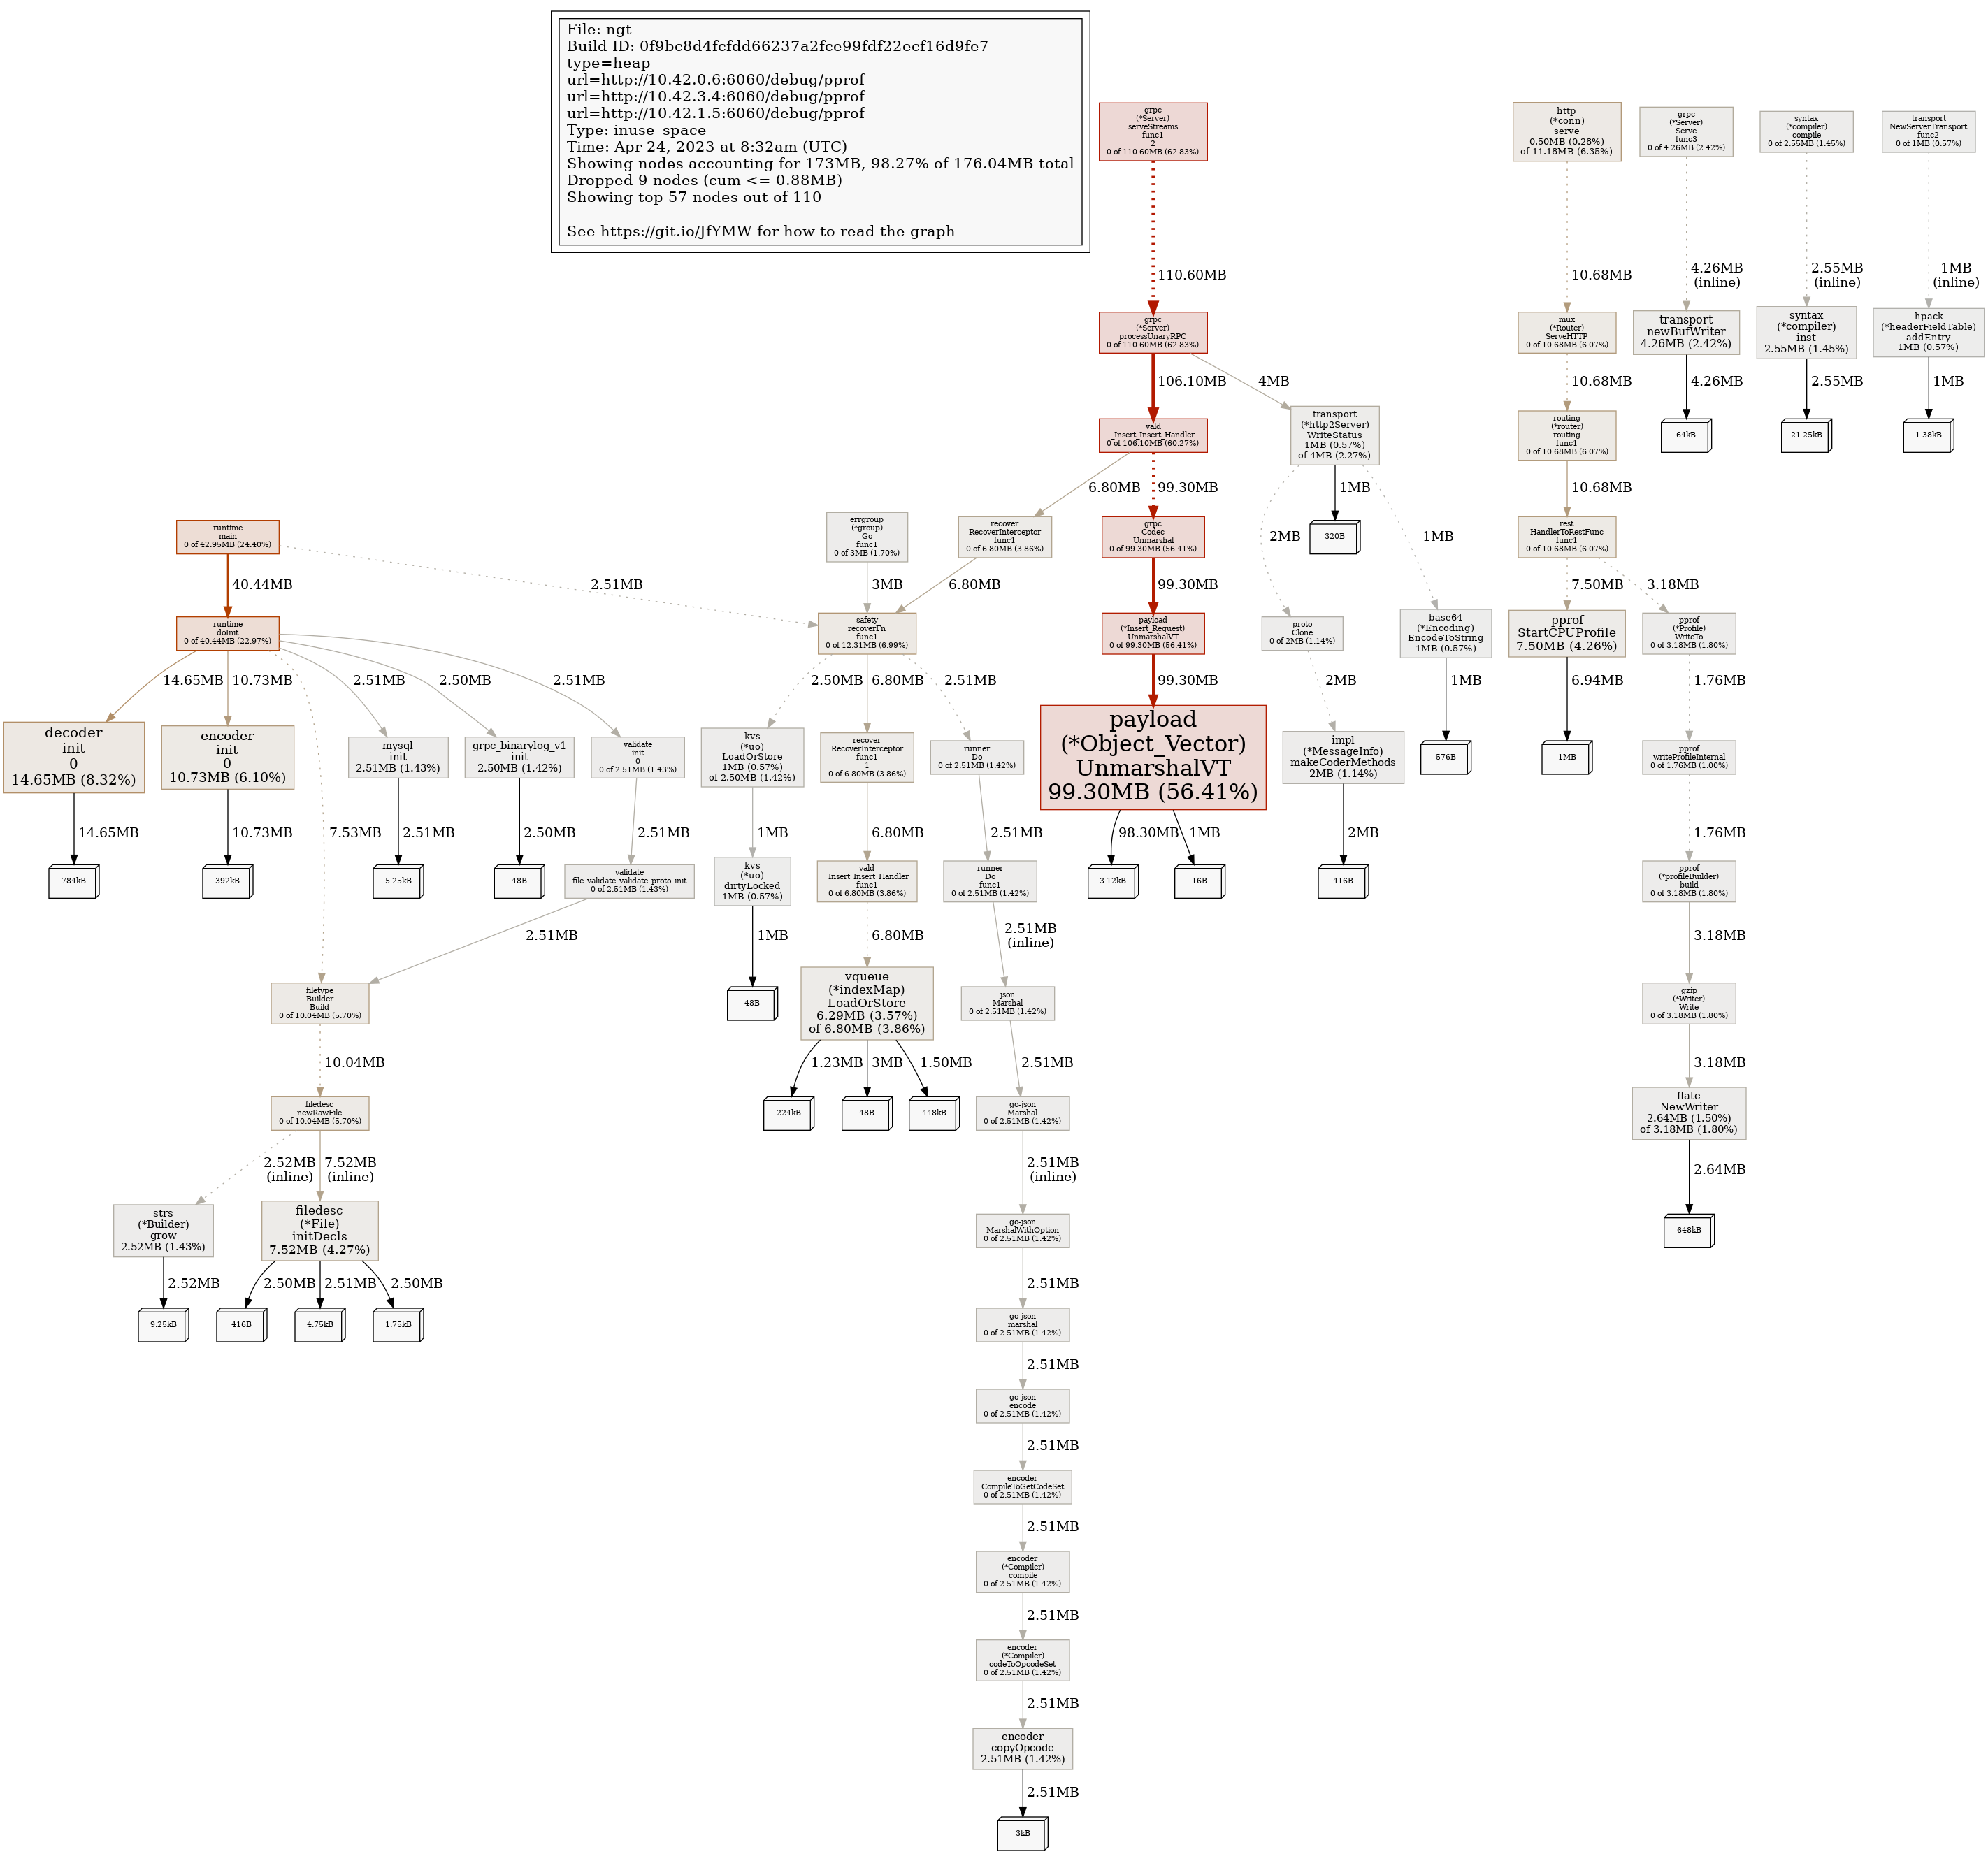 File: ngt
Build ID: 0f9bc8d4fcfdd66237a2fce99fdf22ecf16d9fe7
type=heap
url=http://10.42.0.6:6060/debug/pprof
url=http://10.42.3.4:6060/debug/pprof
url=http://10.42.1.5:6060/debug/pprof
Type: inuse_space
Time: Apr 24, 2023 at 8:32am (UTC)
Showing nodes accounting for 173MB, 98.27% of 176.04MB total
Dropped 9 nodes (cum <= 0.88MB)
Showing top 57 nodes out of 110
See https://git.io/JfYMW for how to read the graph
grpc
(*Server)
serveStreams
func1
2
0 of 110.60MB (62.83%)
http
(*conn)
serve
0.50MB (0.28%)
of 11.18MB (6.35%)
grpc
(*Server)
Serve
func3
0 of 4.26MB (2.42%)
syntax
(*compiler)
compile
0 of 2.55MB (1.45%)
transport
NewServerTransport
func2
0 of 1MB (0.57%)
110.60MB
10.68MB
4.26MB
(inline)
2.55MB
(inline)
1MB
(inline)
grpc
(*Server)
processUnaryRPC
0 of 110.60MB (62.83%)
mux
(*Router)
ServeHTTP
0 of 10.68MB (6.07%)
transport
newBufWriter
4.26MB (2.42%)
syntax
(*compiler)
inst
2.55MB (1.45%)
hpack
(*headerFieldTable)
addEntry
1MB (0.57%)
106.10MB
4MB
10.68MB
4.26MB
2.55MB
1MB
vald
_Insert_Insert_Handler
0 of 106.10MB (60.27%)
transport
(*http2Server)
WriteStatus
1MB (0.57%)
of 4MB (2.27%)
routing
(*router)
routing
func1
0 of 10.68MB (6.07%)
64kB
21.25kB
1.38kB
6.80MB
99.30MB
1MB
10.68MB
runtime
main
0 of 42.95MB (24.40%)
errgroup
(*group)
Go
func1
0 of 3MB (1.70%)
recover
RecoverInterceptor
func1
0 of 6.80MB (3.86%)
grpc
Codec
Unmarshal
0 of 99.30MB (56.41%)
2MB
320B
1MB
rest
HandlerToRestFunc
func1
0 of 10.68MB (6.07%)
40.44MB
2.51MB
3MB
6.80MB
99.30MB
7.50MB
3.18MB
runtime
doInit
0 of 40.44MB (22.97%)
safety
recoverFn
func1
0 of 12.31MB (6.99%)
payload
(*Insert_Request)
UnmarshalVT
0 of 99.30MB (56.41%)
proto
Clone
0 of 2MB (1.14%)
base64
(*Encoding)
EncodeToString
1MB (0.57%)
pprof
StartCPUProfile
7.50MB (4.26%)
pprof
(*Profile)
WriteTo
0 of 3.18MB (1.80%)
14.65MB
10.73MB
2.51MB
2.50MB
2.51MB
2.50MB
6.80MB
2.51MB
99.30MB
2MB
1MB
6.94MB
1.76MB
decoder
init
0
14.65MB (8.32%)
encoder
init
0
10.73MB (6.10%)
mysql
init
2.51MB (1.43%)
grpc_binarylog_v1
init
2.50MB (1.42%)
validate
init
0
0 of 2.51MB (1.43%)
kvs
(*uo)
LoadOrStore
1MB (0.57%)
of 2.50MB (1.42%)
recover
RecoverInterceptor
func1
1
0 of 6.80MB (3.86%)
runner
Do
0 of 2.51MB (1.42%)
payload
(*Object_Vector)
UnmarshalVT
99.30MB (56.41%)
impl
(*MessageInfo)
makeCoderMethods
2MB (1.14%)
576B
1MB
pprof
writeProfileInternal
0 of 1.76MB (1.00%)
14.65MB
10.73MB
7.53MB
2.51MB
2.50MB
2.51MB
1MB
6.80MB
2.51MB
98.30MB
1MB
2MB
1.76MB
784kB
392kB
5.25kB
48B
validate
file_validate_validate_proto_init
0 of 2.51MB (1.43%)
kvs
(*uo)
dirtyLocked
1MB (0.57%)
vald
_Insert_Insert_Handler
func1
0 of 6.80MB (3.86%)
runner
Do
func1
0 of 2.51MB (1.42%)
3.12kB
16B
416B
pprof
(*profileBuilder)
build
0 of 3.18MB (1.80%)
2.51MB
1MB
6.80MB
2.51MB
(inline)
3.18MB
filetype
Builder
Build
0 of 10.04MB (5.70%)
48B
vqueue
(*indexMap)
LoadOrStore
6.29MB (3.57%)
of 6.80MB (3.86%)
json
Marshal
0 of 2.51MB (1.42%)
gzip
(*Writer)
Write
0 of 3.18MB (1.80%)
10.04MB
1.23MB
3MB
1.50MB
2.51MB
3.18MB
filedesc
newRawFile
0 of 10.04MB (5.70%)
224kB
48B
448kB
go-json
Marshal
0 of 2.51MB (1.42%)
flate
NewWriter
2.64MB (1.50%)
of 3.18MB (1.80%)
2.52MB
(inline)
7.52MB
(inline)
2.51MB
(inline)
2.64MB
strs
(*Builder)
grow
2.52MB (1.43%)
filedesc
(*File)
initDecls
7.52MB (4.27%)
go-json
MarshalWithOption
0 of 2.51MB (1.42%)
648kB
2.52MB
2.50MB
2.51MB
2.50MB
2.51MB
9.25kB
416B
4.75kB
1.75kB
go-json
marshal
0 of 2.51MB (1.42%)
2.51MB
go-json
encode
0 of 2.51MB (1.42%)
2.51MB
encoder
CompileToGetCodeSet
0 of 2.51MB (1.42%)
2.51MB
encoder
(*Compiler)
compile
0 of 2.51MB (1.42%)
2.51MB
encoder
(*Compiler)
codeToOpcodeSet
0 of 2.51MB (1.42%)
2.51MB
encoder
copyOpcode
2.51MB (1.42%)
2.51MB
3kB